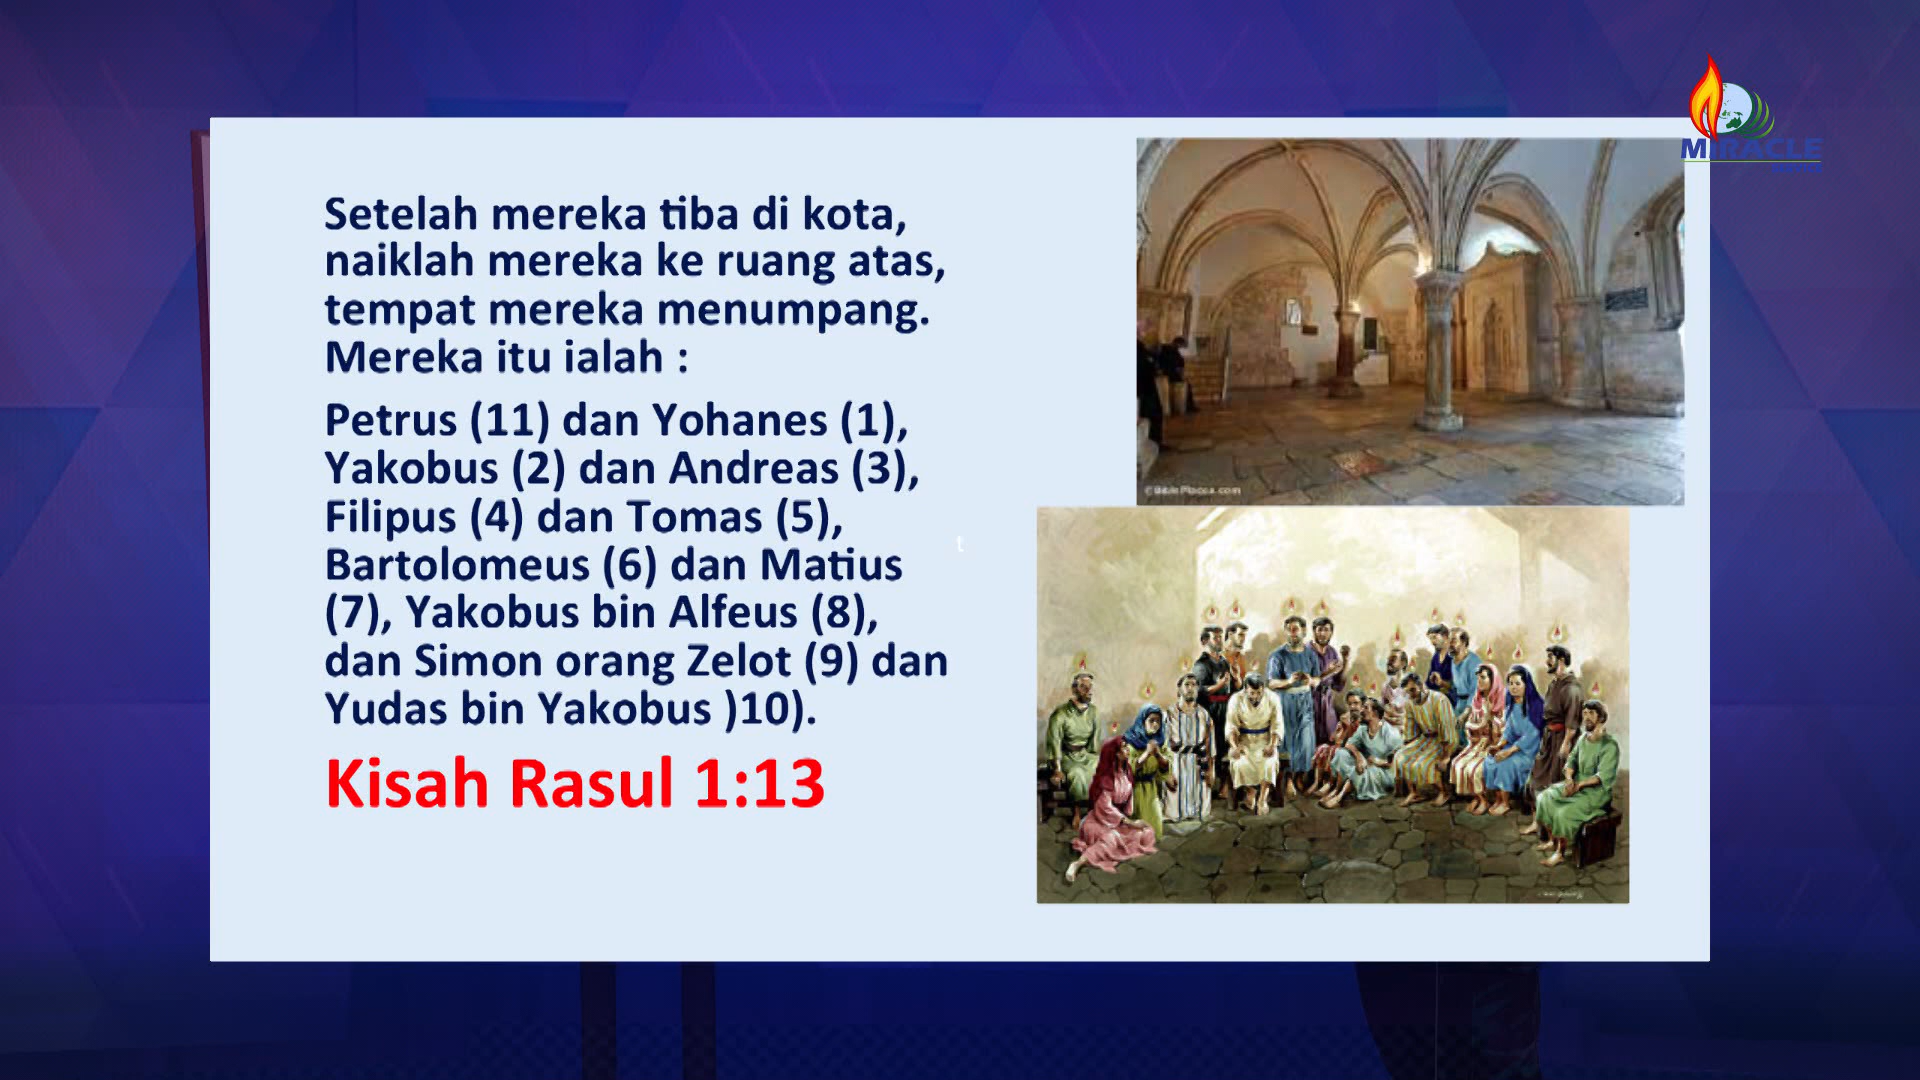 Setelah mereka tiba di kota,
naiklah mereka ke ruang atas,
tempat mereka menumpang.
Mereka itu ialah :
Petrus (11) dan Yohanes (1),
Yakobus (2) dan Andreas (3),
Filipus (4) dan Tomas (5),
Bartolomeus (6) dan Matius
(7), Yakobus bin Alfeus (8),
dan Simon orang Zelot (9) dan
Yudas bin Yakobus )10).
Kisah Rasul 1:13
MIRACLE
t